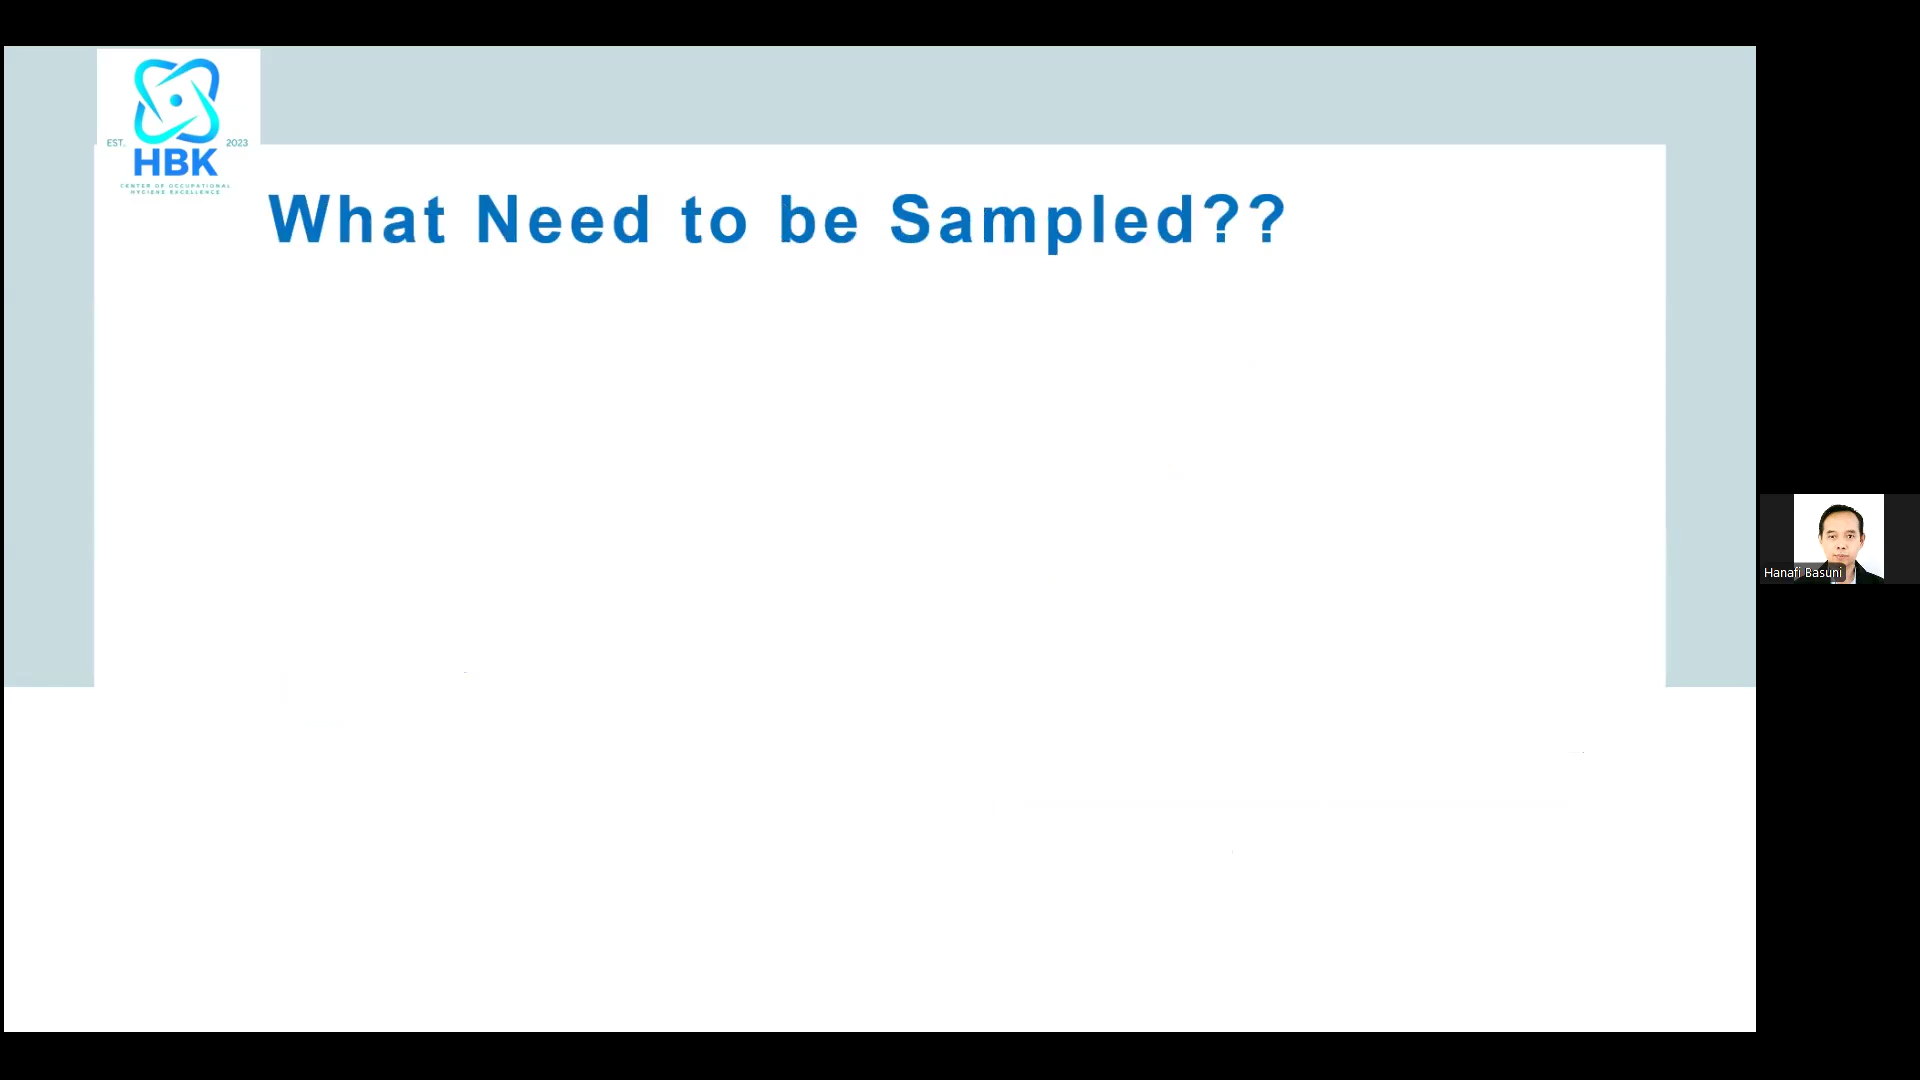 EST. 2023
HBK
CENTER OF OCCUPATIONAL
HYGIENE EXCELLENCE
What Need to be Sampled??
Hanafi Basuni